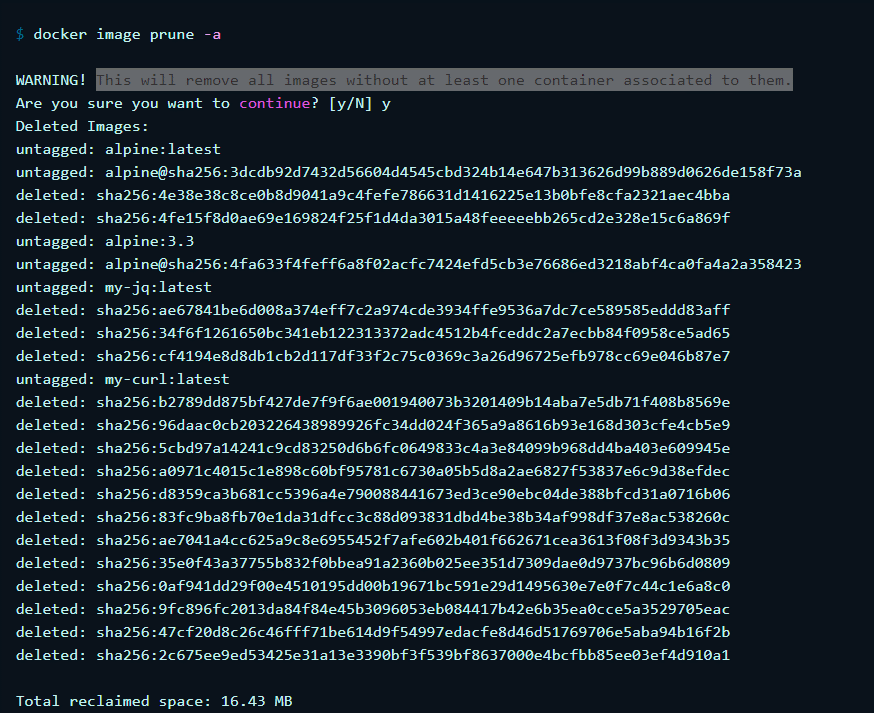 $ docker image prune -a
WARNING! This will remove all images without at least one container associated to them.
Are you sure you want to continue? [y/N] y
Deleted Images:
untagged: alpine:latest
untagged: alpine@sha256:3dcdb92d7432d56604d4545cbd324b14e647b313626d99b889d0626de158f73a
deleted: sha256:4e38e38c8ce0b8d9041a9c4fefe786631d1416225e13b0bfe8cfa2321aec4bba
deleted: sha256:4fe15f8d0ae69e169824f25f1d4da3015a48feeeeebb265cd2e328e15c6a869f
untagged: alpine:3.3
untagged: alpine@sha256:4fa633f4feff6a8f02acfc7424efd5cb3e76686ed3218abf4ca0fa4a2a358423
untagged: my-jq:latest
deleted: sha256:ae67841be6d008a374eff7c2a974cde3934ffe9536a7dc7ce589585eddd83aff
deleted: sha256:34f6f1261650bc341eb122313372adc4512b4fceddc2a7ecbb84f0958ce5ad65
deleted: sha256:cf4194e8d8db1cb2d117df33f2c75c0369c3a26d96725efb978cc69e046b87e7
untagged: my-curl:latest
deleted: sha256:b2789dd875bf427de7f9f6ae001940073b3201409b14aba7e5db71f408b8569e
deleted: sha256:96daac0cb203226438989926fc34dd024f365a9a8616b93e168d303cfe4cb5e9
deleted: sha256:5cbd97a14241c9cd83250d6b6fc0649833c4a3e84099b968dd4ba403e609945e
deleted: sha256:a0971c4015c1e898c60bf95781c6730a05b5d8a2ae6827f53837e6c9d38efdec
deleted: sha256:d8359ca3b681cc5396a4e790088441673ed3ce90ebc04de388bfcd31a0716b06
deleted: sha256:83fc9ba8fb70e1da31dfcc3c88d093831dbd4be38b34af998df37e8ac538260c
deleted: sha256:ae7041a4cc625a9c8e6955452f7afe602b401f662671cea3613f08f3d9343b35
deleted: sha256:35e0f43a37755b832f0bbea91a2360b025ee351d7309dae0d9737bc96b6d0809
deleted: sha256:0af941dd29f00e4510195dd00b19671bc591e29d1495630e7e0f7c44c1e6a8c0
deleted: sha256:9fc896fc2013da84f84e45b3096053eb084417b42e6b35ea0cce5a3529705eac
deleted: sha256:47cf20d8c26c46fff71be614d9f54997edacfe8d46d51769706e5aba94b16f2b
deleted: sha256:2c675ee9ed53425e31a13e3390bf3f539bf8637000e4bcfbb85ee03ef4d910a1
Total reclaimed space: 16.43 MB